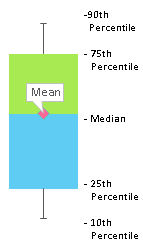 -90th
Percentile
- 75th
Percentile
Mean
- Median
- 25th
Percentile
- 10th
Percentile